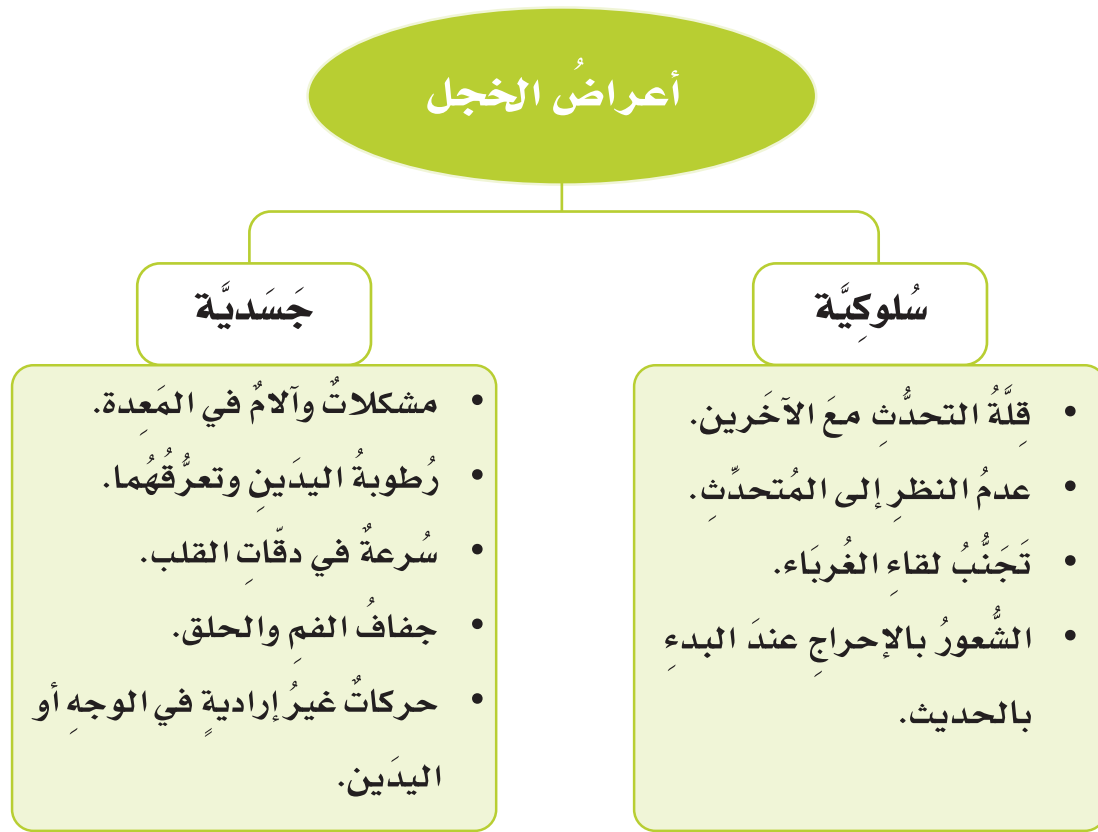 أعراضُ الخجل
سُلوكِيَّة
• قِلَّةُ التحدُّثِ معَ الآخَرين.
• عدمُ النظرِ إلى المُتحدِّثِ.
• تَجَنُّبُ لقاءِ الغُربَاء.
• الشُّعورُ بالإحراجِ عندَ البدءِ
بالحديث.
جَسَديَّة
• مشكلاتٌ وآلامٌ في المَعِدة.
• رُطوبةُ اليدَينِ وتعرُّقُهُما.
• سُرعةٌ في دقّاتِ القلب.
• جفافُ الفمِ والحلق.
• حركاتٌ غيرُ إراديةٍ في الوجهِ أو
اليدَين.